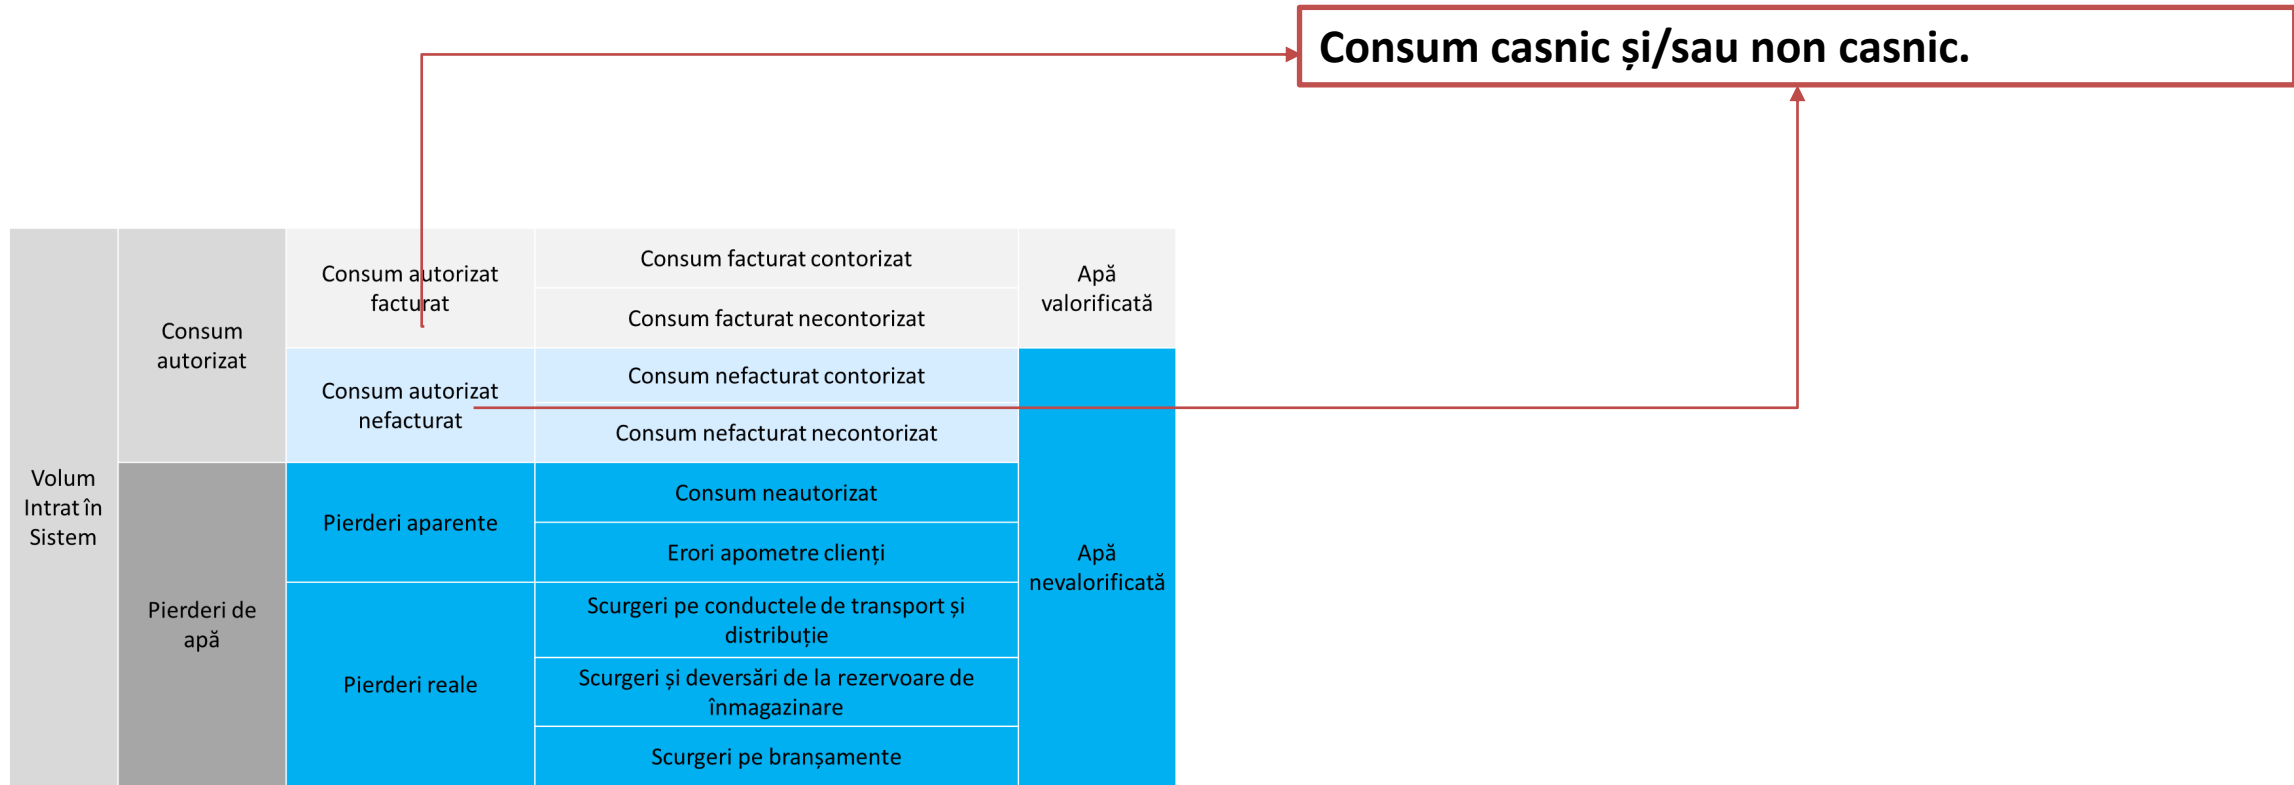 Consum casnic și/sau non casnic.
Volum
Intrat în
Sistem
Consum
autorizat
Consum autorizat
facturat
Consum facturat contorizat
Consum facturat necontorizat
Apă
valorificată
Consum autorizat
nefacturat
Consum nefacturat contorizat
Consum nefacturat necontorizat
Apă
nevalorificată
Pierderi de
apă
Pierderi aparente
Consum neautorizat
Erori apometre clienți
Pierderi reale
Scurgeri pe conductele de transport și
distribuție
Scurgeri și deversări de la rezervoare de
înmagazinare
Scurgeri pe branșamente